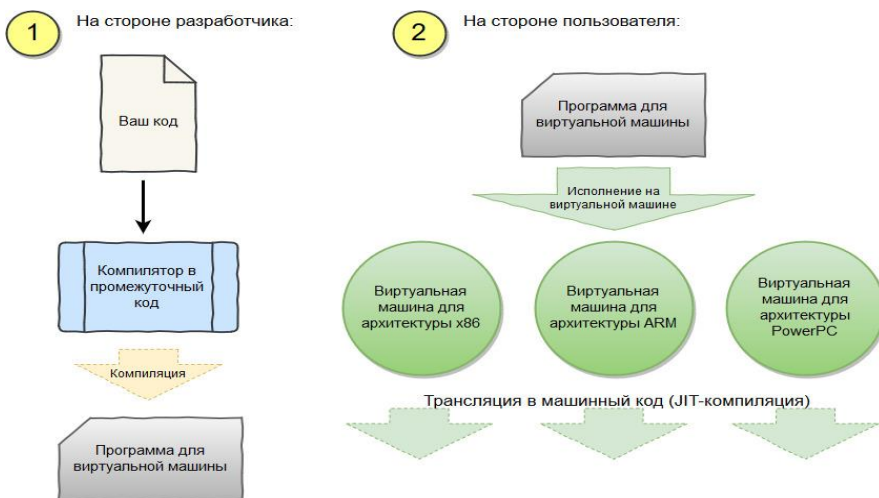 1
На стороне разработчика:
Ваш код
Компилятор в
промежуточный
код
Компиляция
Программа для
виртуальной машины
2
На стороне пользователя:
Программа для
виртуальной машины
Исполнение на
виртуальной машине
Виртуальная
машина для
архитектуры x86
Виртуальная
машина для
архитектуры ARM
Виртуальная
машина для
архитектуры
PowerPC
Трансляция в машинный код (JIT-компиляция)